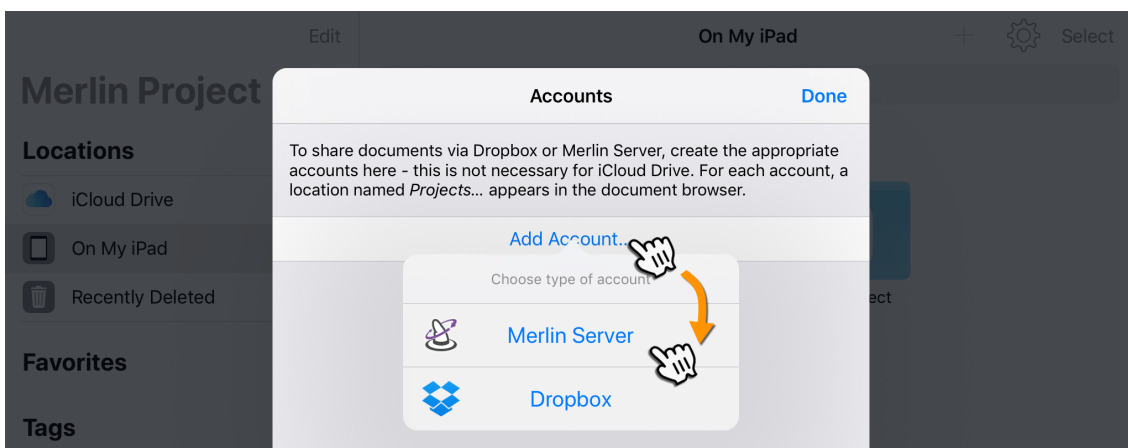 Edit
On My iPad
Select
Merlin Project
Accounts
Done
Locations
To share documents via Dropbox or Merlin Server, create the appropriate
accounts here - this is not necessary for iCloud Drive. For each account, a
location named Projects... appears in the document browser.
iCloud Drive
On My iPad
Recently Deleted
Favorites
Tags
Add Account...
Choose type of account
Merlin Server
Dropbox
ect